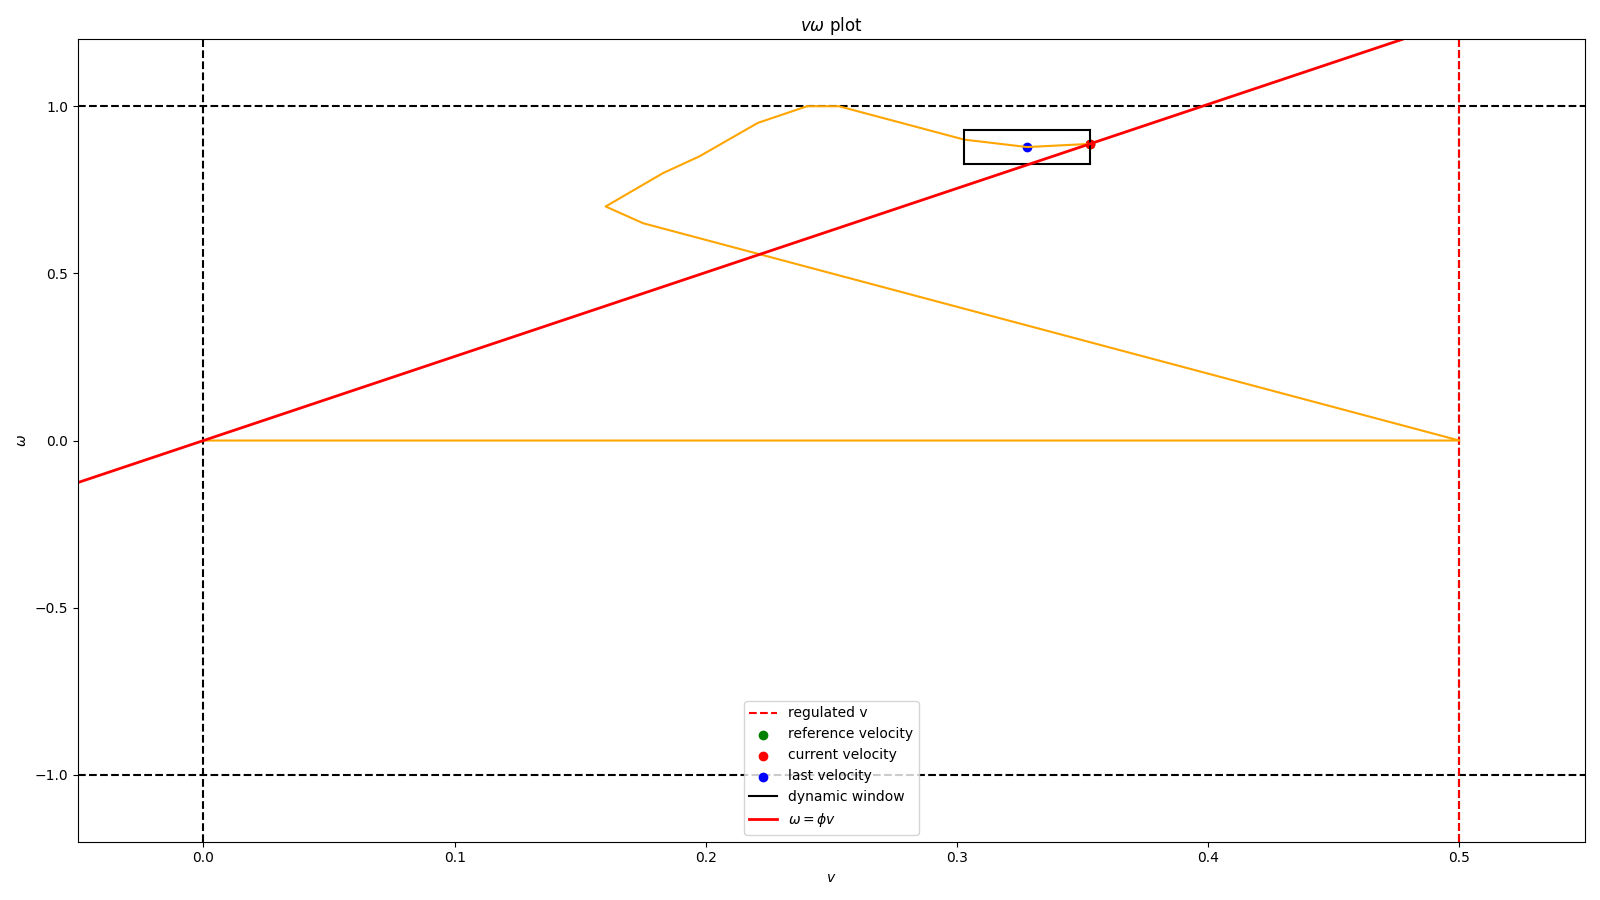 vω plot
ω
1.0
0.5
0.0
−0.5
−1.0
regulated v
reference velocity
current velocity
last velocity
dynamic window
ω = ϕv
0.0 0.1 0.2 0.3 0.4 0.5
v